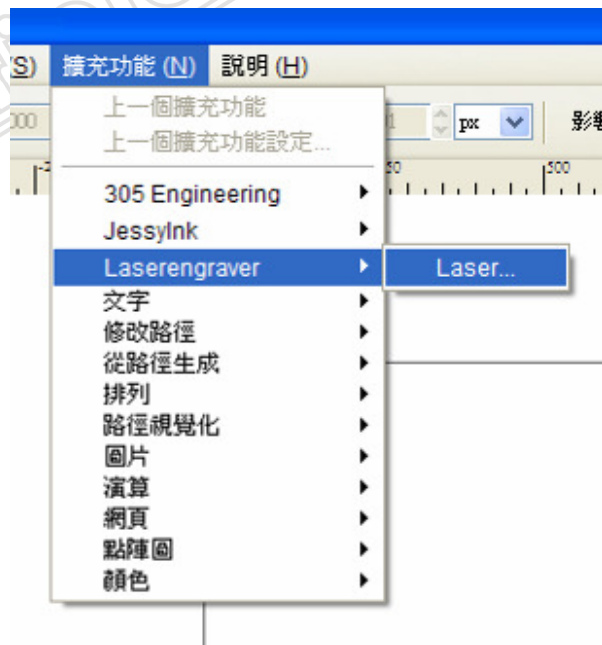 S) 擴充功能 (N) 說明 (H)
上一個擴充功能
上一個擴充功能設定...
px
305 Engineering
JessyInk
Laserengraver
Laser...
文字
修改路徑
從路徑生成
排列
路徑視覺化
圖片
演算
網頁
點陣圖
顏色